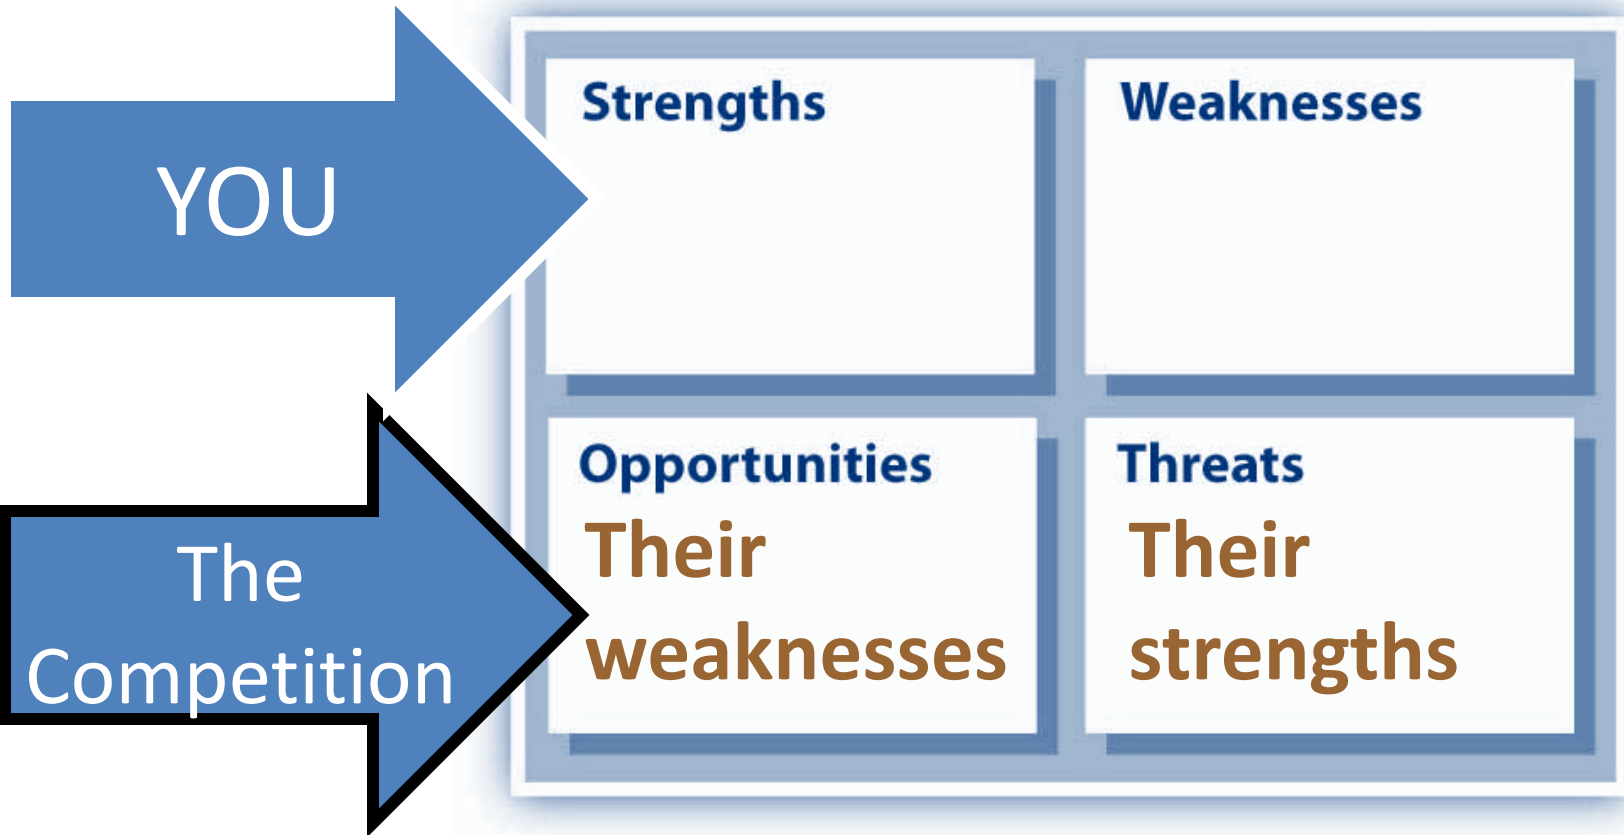 YOU
Strengths
Weaknesses
The
Competition
Opportunities
Their
weaknesses
Threats
Their
strengths